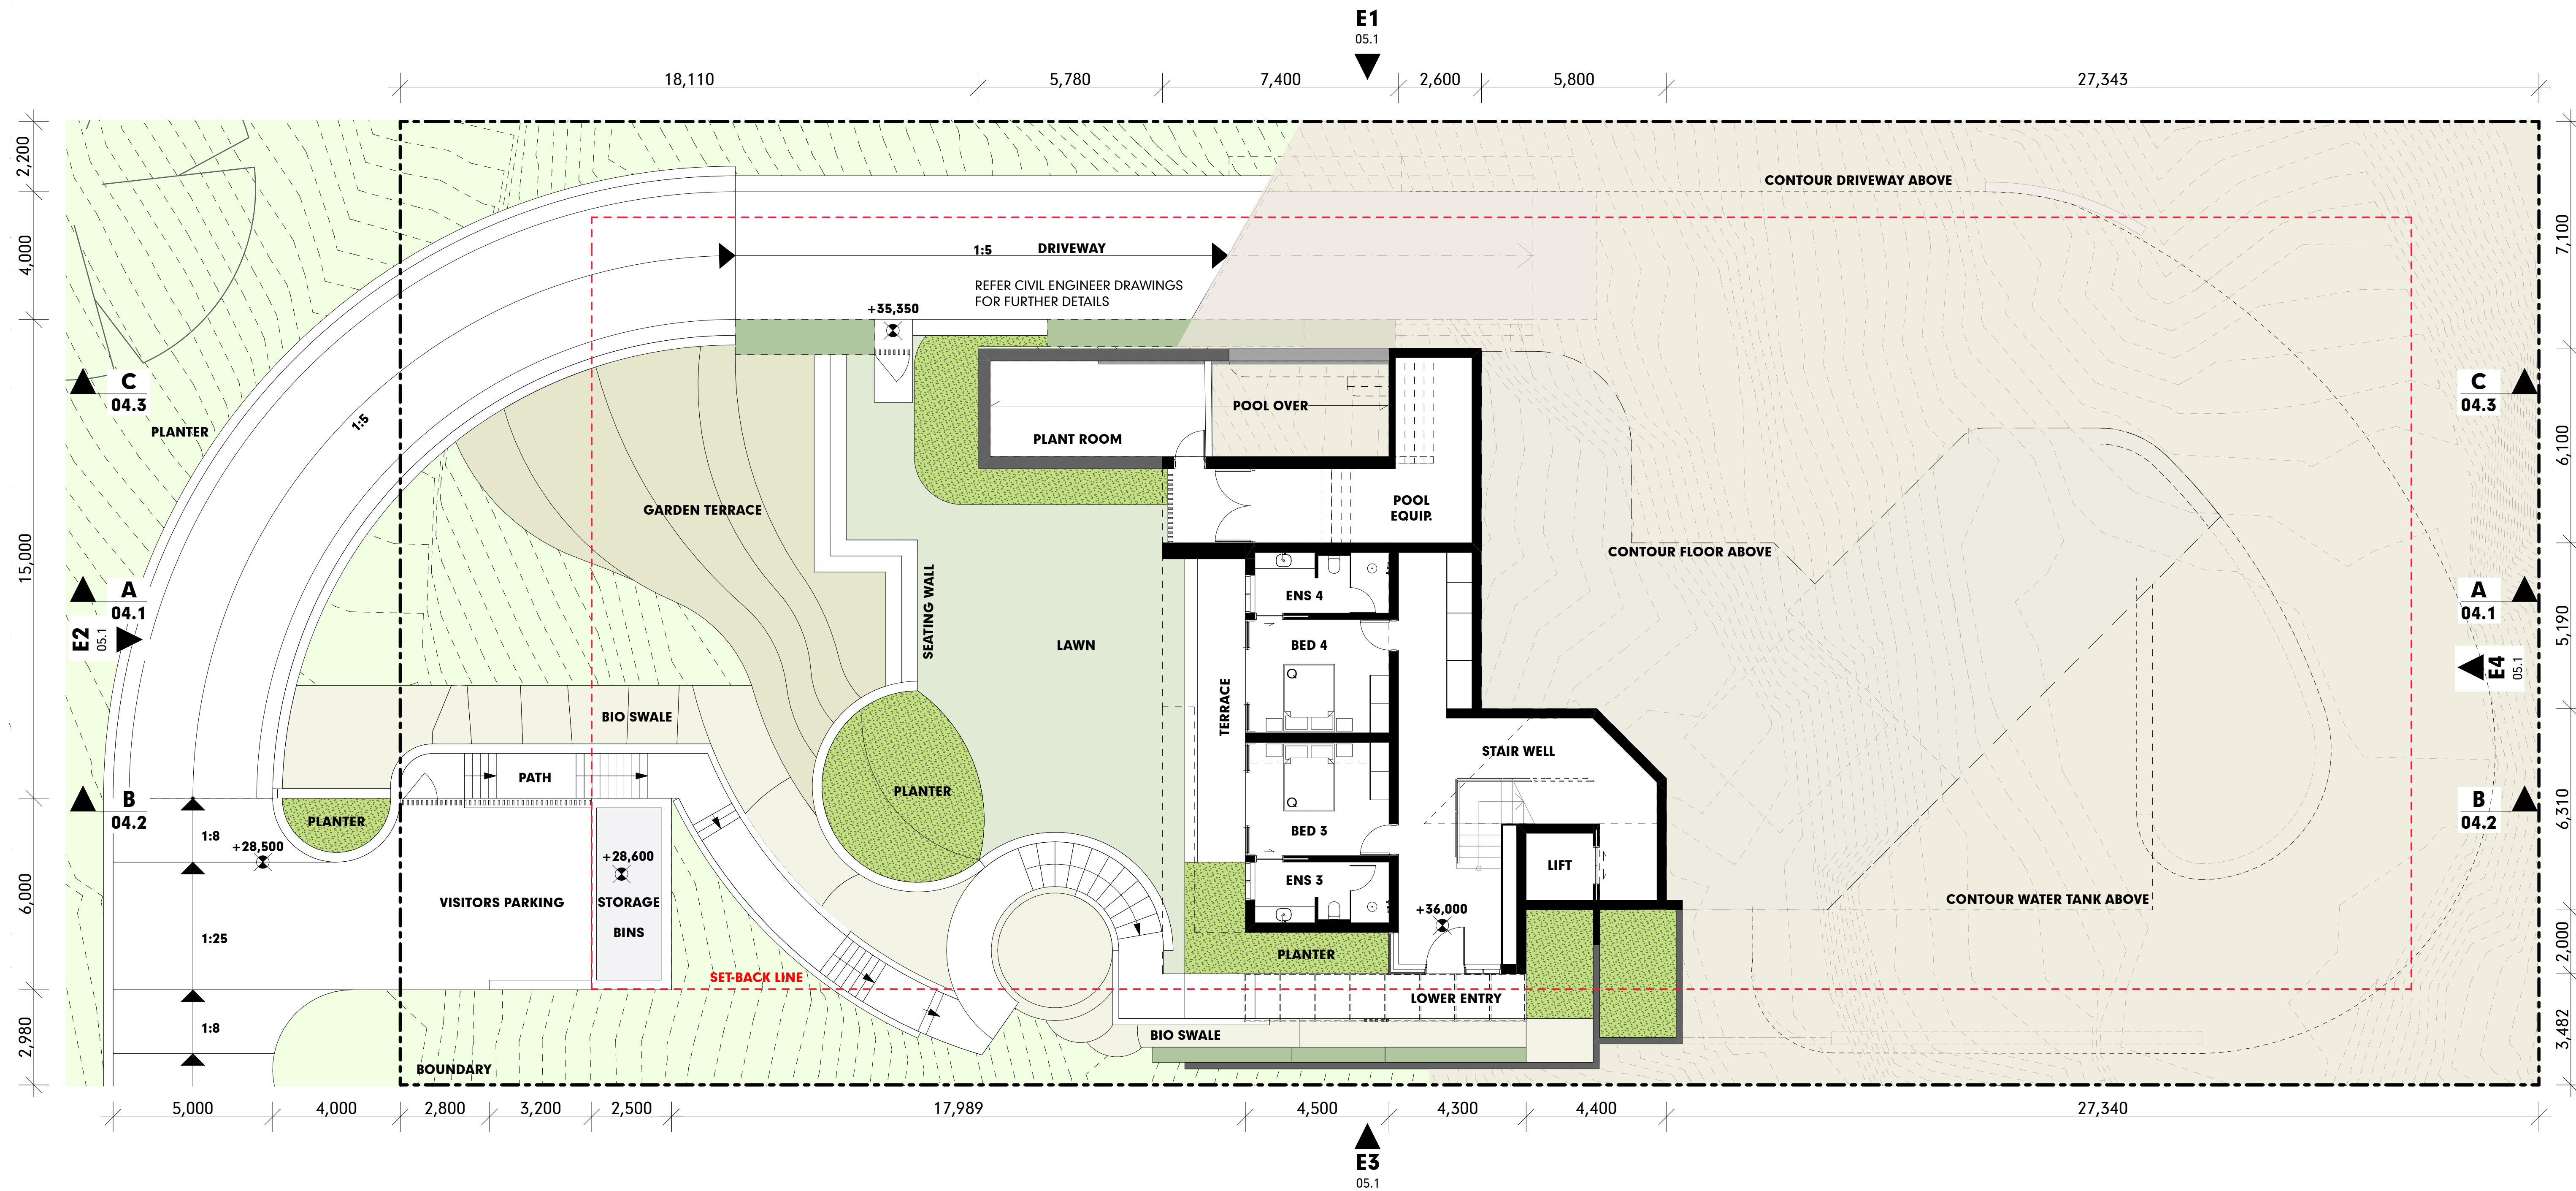 E1
05.1
18,110
5,780
7,400
2,600
5,800
27,343
2,200
4,000
15,000
6,000
2,980
7,100
6,100
5,190
6,310
2,000
3,482
CONTOUR DRIVEWAY ABOVE
1:5
DRIVEWAY
REFER CIVIL ENGINEER DRAWINGS
FOR FURTHER DETAILS
+35,350
C
04.3
C
04.3
PLANTER
1:5
POOL OVER
PLANT ROOM
GARDEN TERRACE
POOL
EQUIP.
CONTOUR FLOOR ABOVE
A
04.1
E2
05.1
A
04.1
E4
05.1
SEATING WALL
LAWN
ENS 4
BED 4
Q
TERRACE
BIO SWALE
STAIR WELL
PATH
B
04.2
B
04.2
PLANTER
PLANTER
Q
BED 3
1:8
+28,500
+28,600
LIFT
ENS 3
VISITORS PARKING
STORAGE
BINS
+36,000
CONTOUR WATER TANK ABOVE
1:25
PLANTER
SET-BACK LINE
LOWER ENTRY
1:8
BIO SWALE
BOUNDARY
5,000
4,000
2,800
3,200
2,500
17,989
4,500
4,300
4,400
27,340
E3
05.1